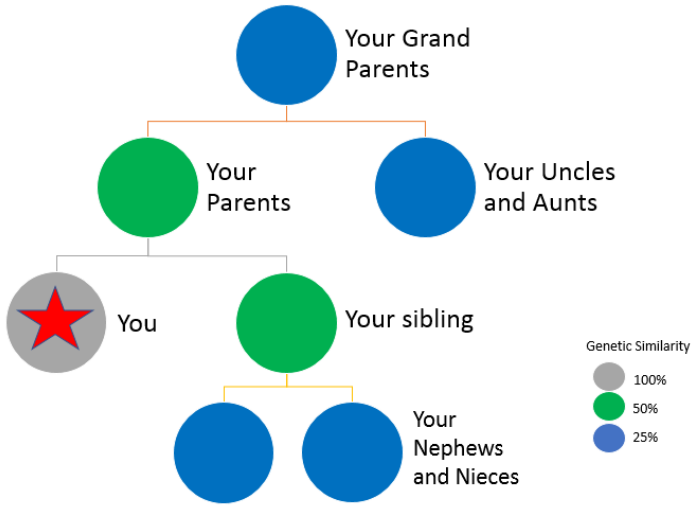 Your Grand
Parents
Your
Parents
Your Uncles
and Aunts
You
Your sibling
Your
Nephews
and Nieces
Genetic Similarity
100%
50%
25%